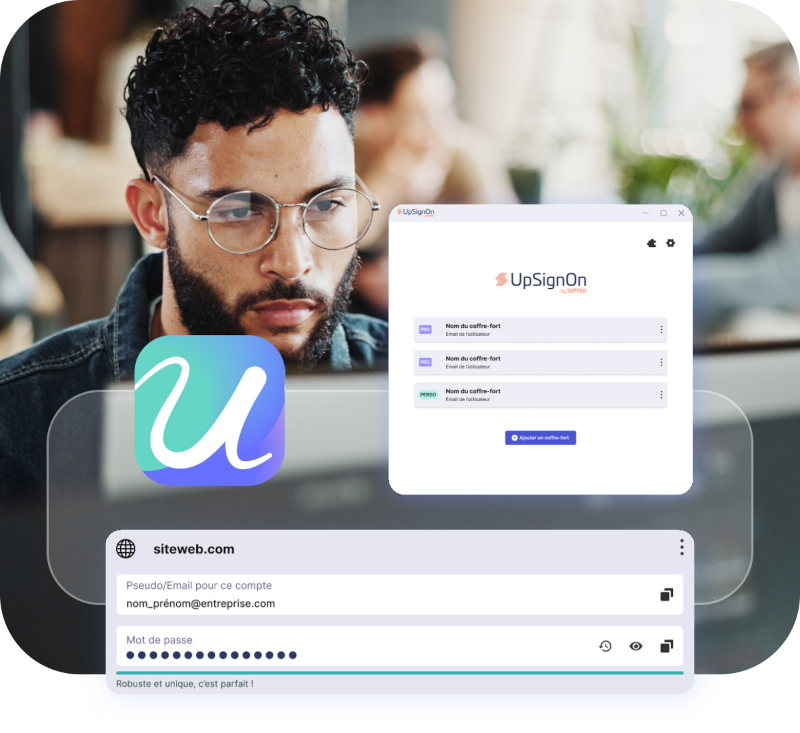 UpSignOn
UpSignOn
by SEPTEO
PRO
Nom du coffre-fort
Email de l'utilisateur
PRO
Nom du coffre-fort
Email de l'utilisateur
PERSO
Nom du coffre-fort
Email de l'utilisateur
Ajouter un coffre-fort
siteweb.com
Pseudo/Email pour ce compte
nom_prénom@entreprise.com
Mot de passe
Robuste et unique, c'est parfait !